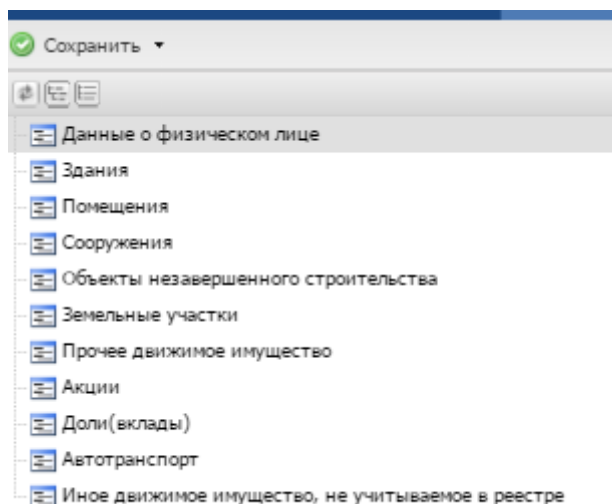 Сохранить
Данные о физическом лице
Здания
Помещения
Сооружения
Объекты незавершенного строительства
Земельные участки
Прочее движимое имущество
Акции
Доли(вклады)
Автотранспорт
Иное движимое имущество, не учитываемое в реестре